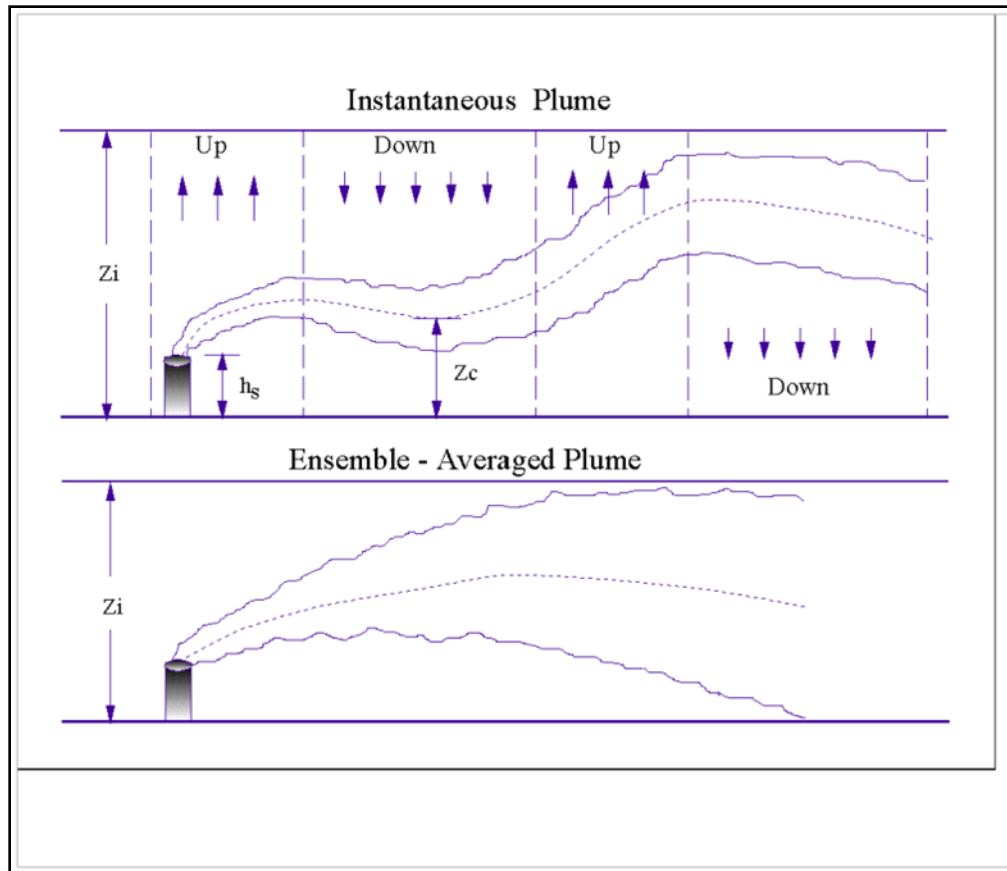 Instantaneous Plume
Up Down Up
Zi
Zc
hs
Down
Ensemble - Averaged Plume
Zi